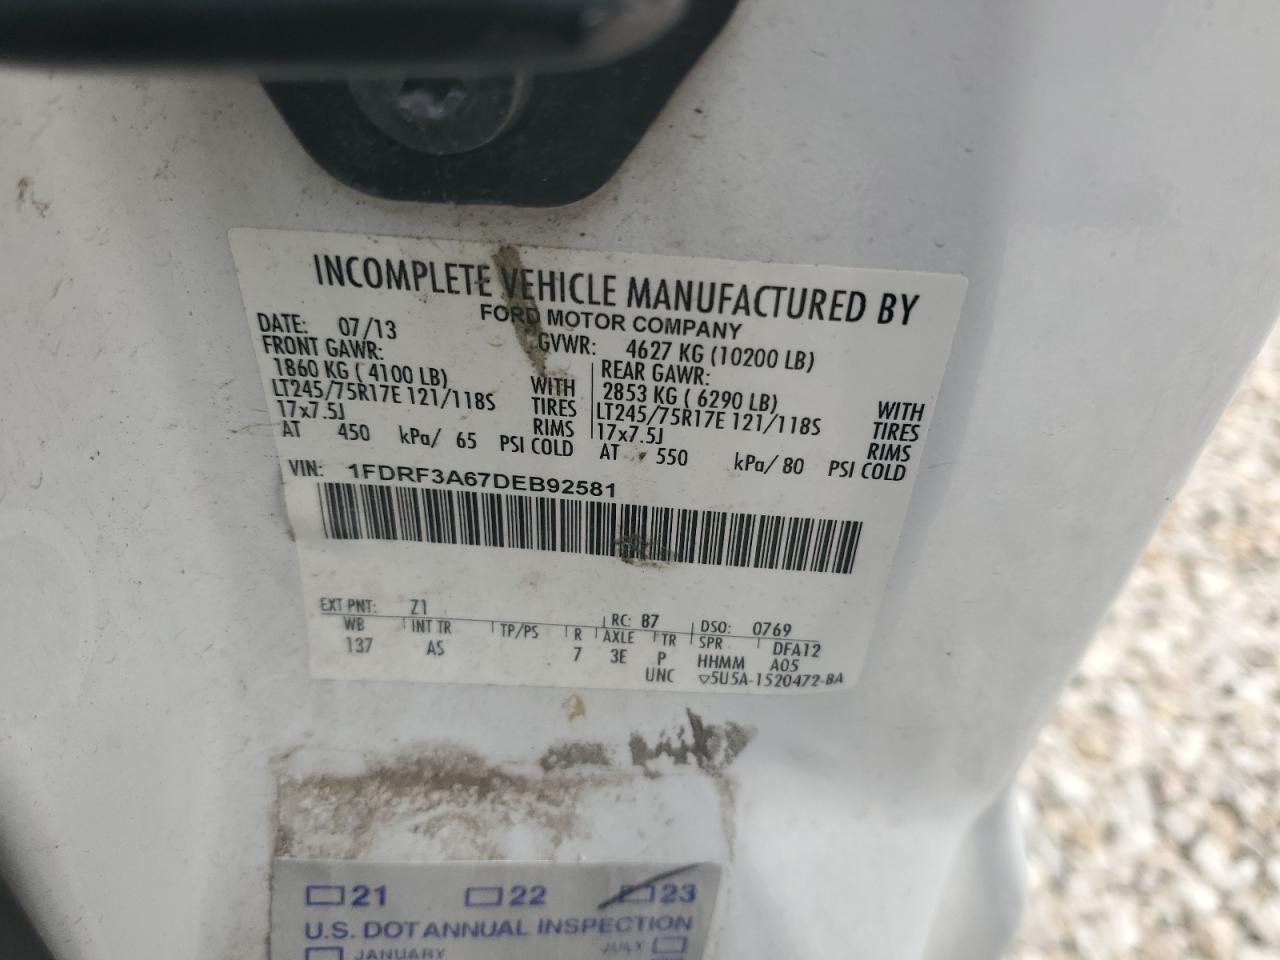 INCOMPLETE VEHICLE MANUFACTURED BY
FORD MOTOR COMPANY
DATE: 07/13 GVWR: 4627 KG (10200 LB)
FRONT GAWR: REAR GAWR:
1860 KG ( 4100 LB) WITH 2853 KG ( 6290 LB) WITH
LT245/75R17E 121/118S TIRES LT245/75R17E 121/118S TIRES
17x7.5J RIMS 17x7.5J RIMS
AT 450 kPa/ 65 PSI COLD AT 550 kPa/ 80 PSI COLD
VIN: 1FDRF3A67DEB92581
EXT PNT: Z1 RC: 87 DSO: 0769
WB INT TR TP/PS R AXLE TR SPR DFA12
137 AS 7 3E P HHMM A05
UNC ▽5U5A-1520472-BA
21 22 23
U.S. DOT ANNUAL INSPECTION
JANUARY JULY